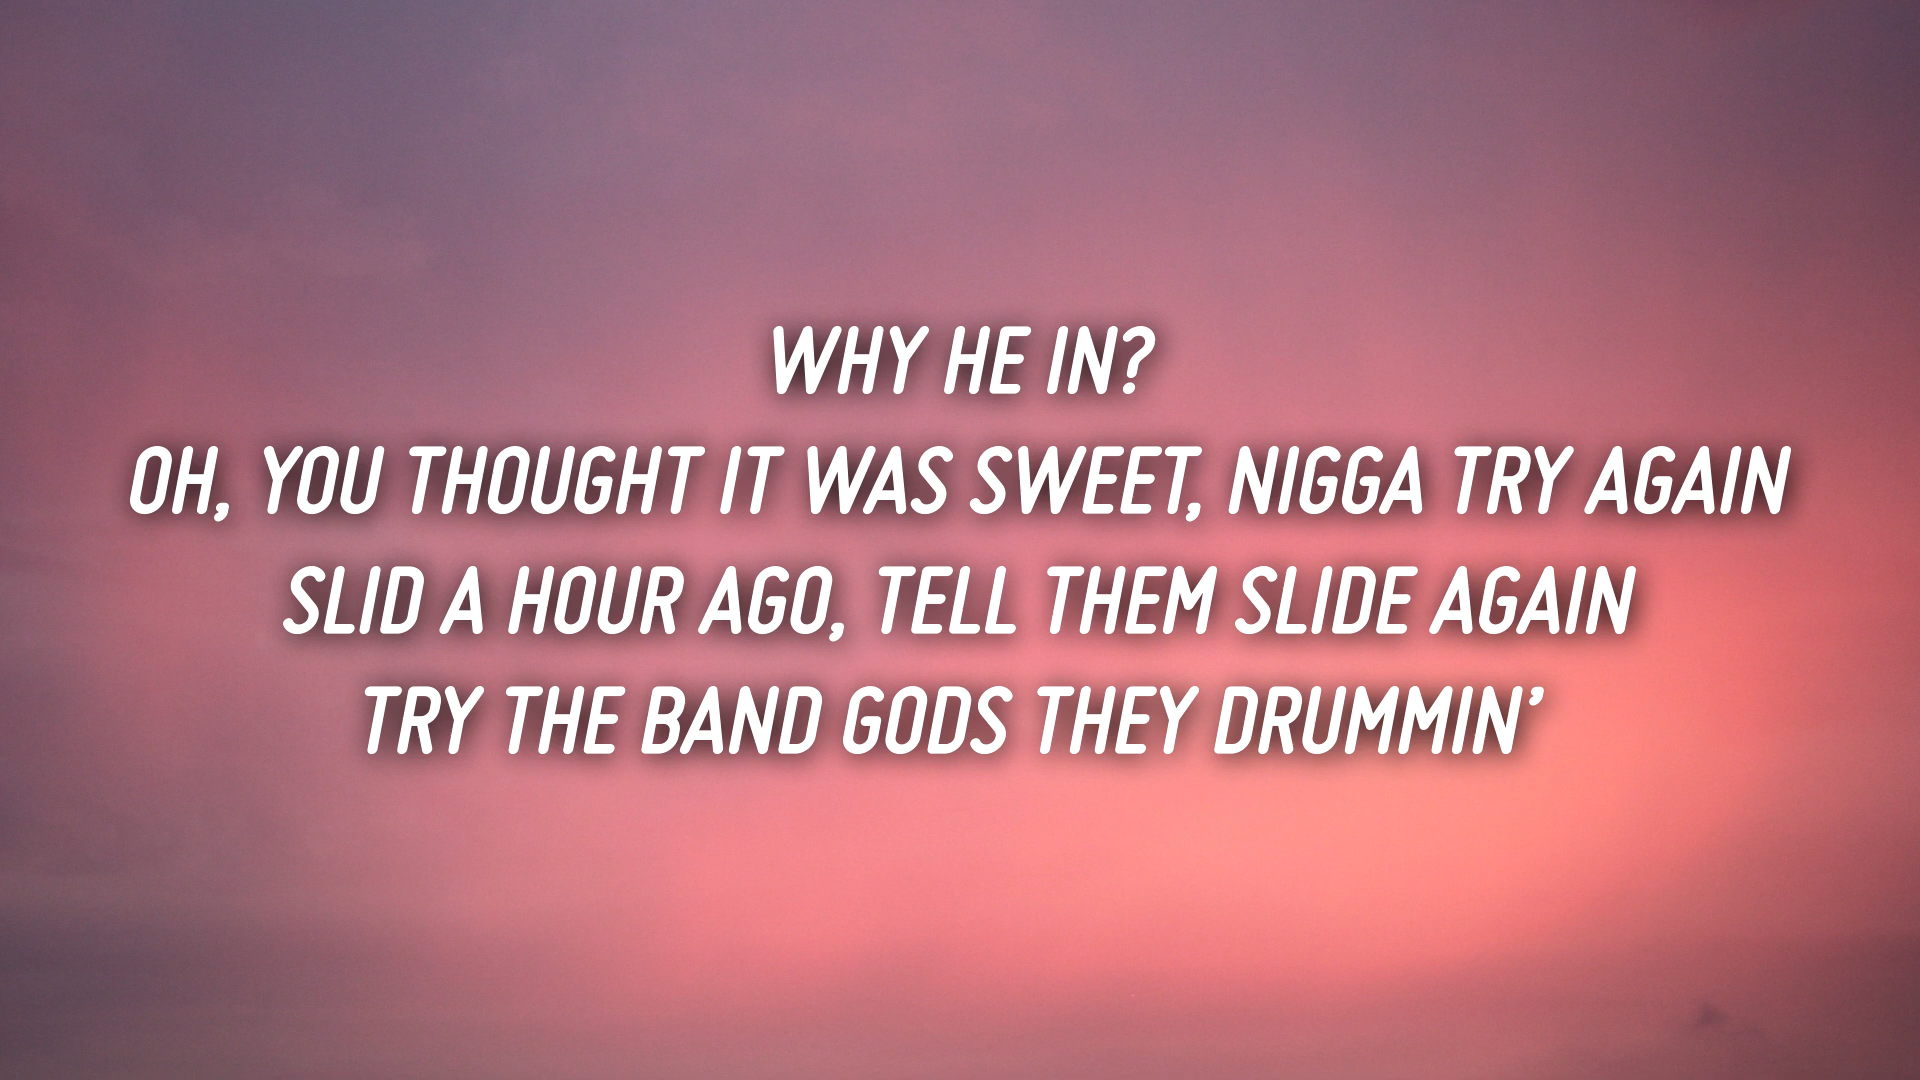 WHY HE IN?
OH, YOU THOUGHT IT WAS SWEET, NIGGA TRY AGAIN
SLID A HOUR AGO, TELL THEM SLIDE AGAIN
TRY THE BAND GODS THEY DRUMMIN’